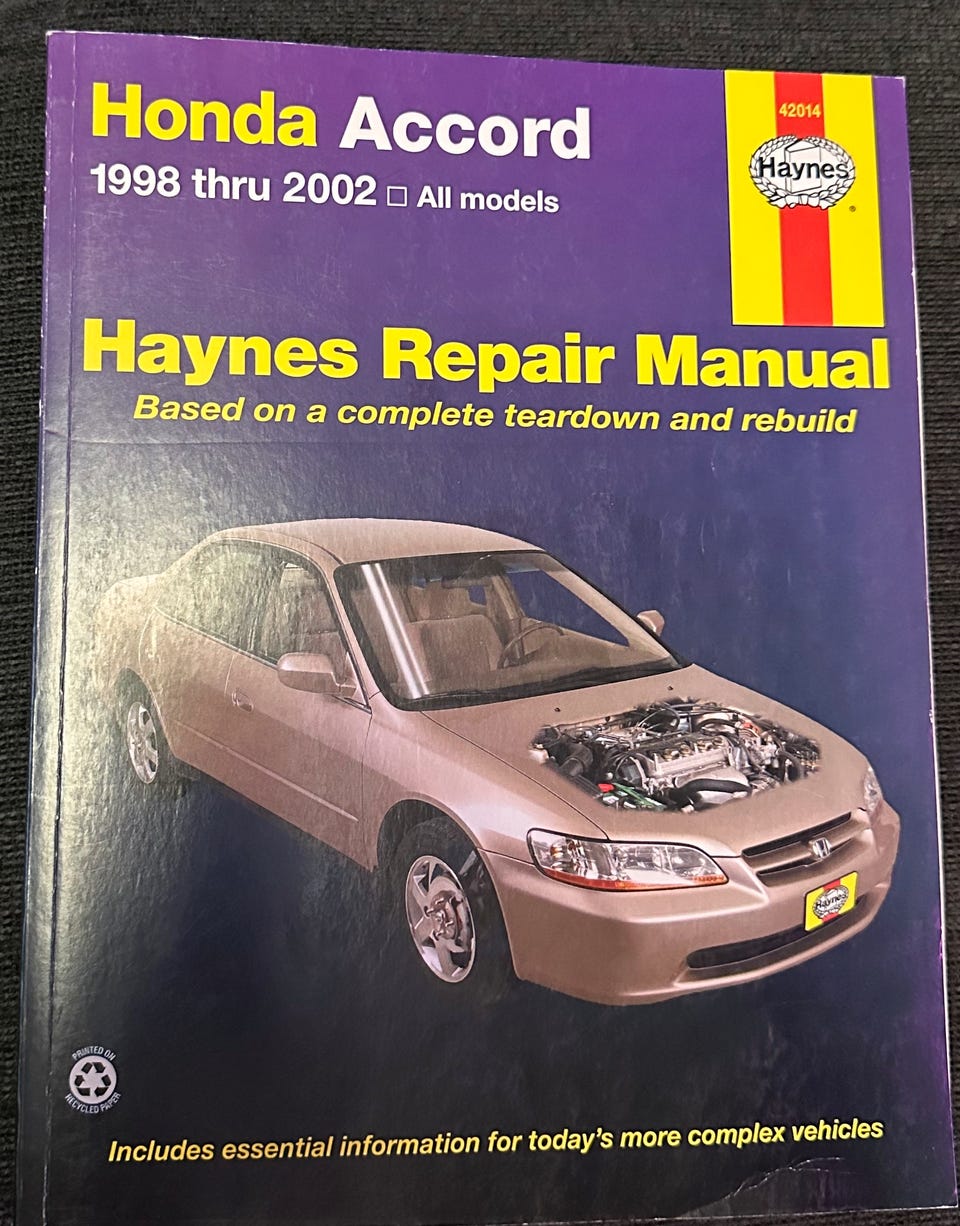 Honda Accord
1998 thru 2002 □ All models
42014
Haynes
®
Haynes Repair Manual
Based on a complete teardown and rebuild
Haynes
PRINTED ON
RECYCLED PAPER
Includes essential information for today's more complex vehicles